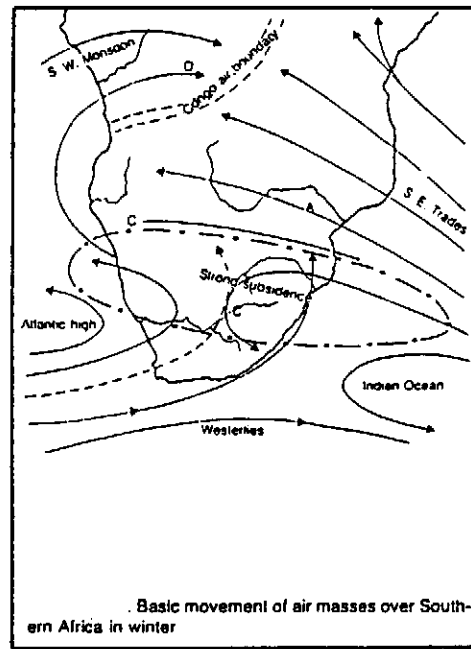 S. W. Monsoon
D
Congo air boundary
S. E. Trades
A
C
Strong subsidenc
C
Atlantic high
Indian Ocean
Westerlies
. Basic movement of air masses over South-
ern Africa in winter